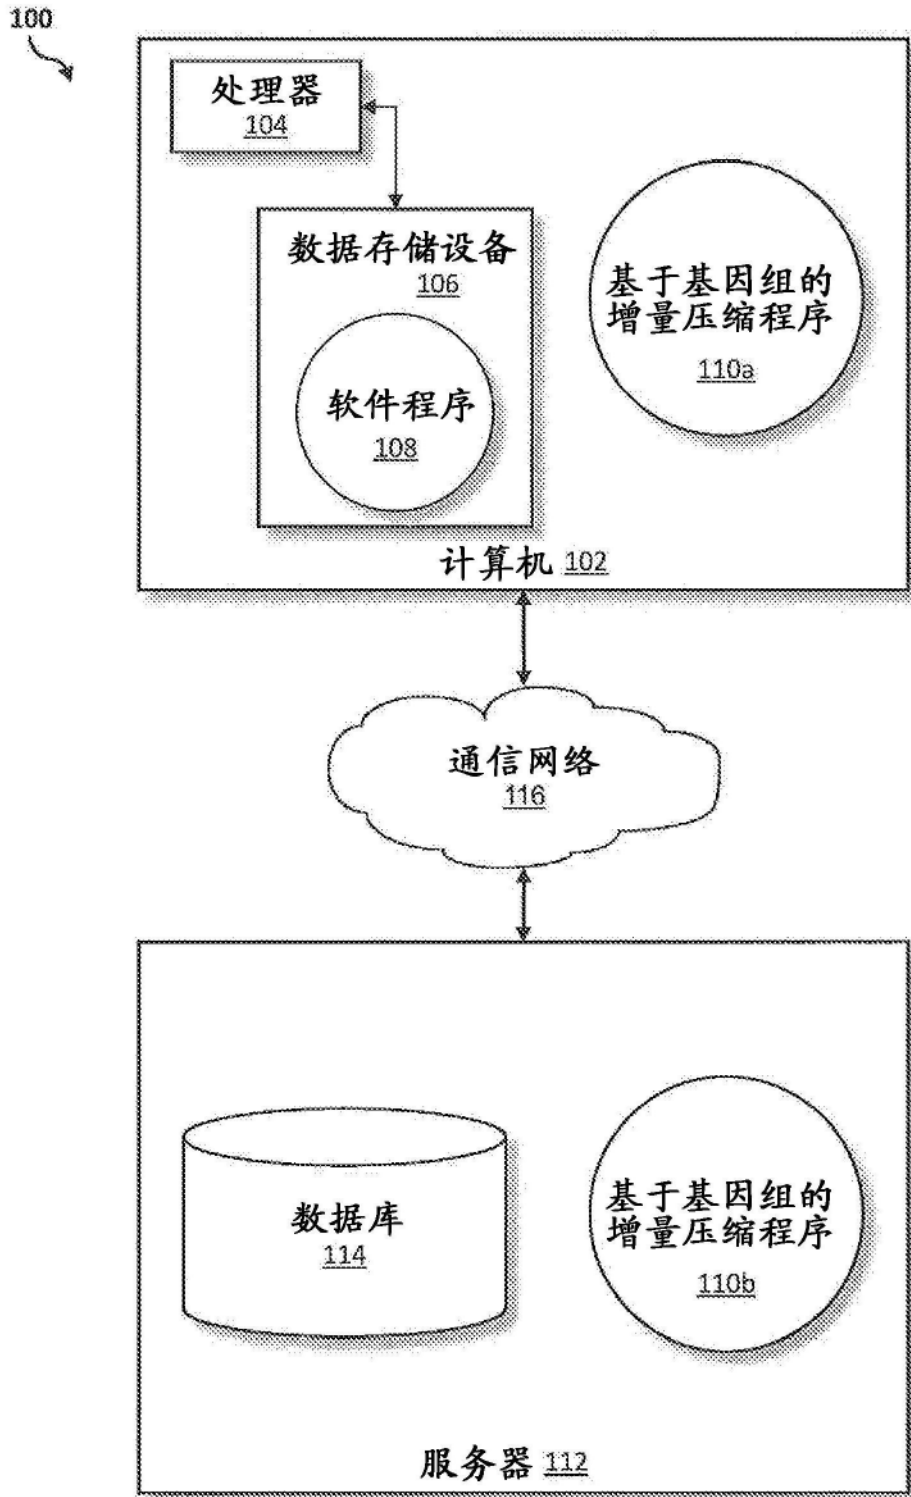 100
处理器
104
数据存储设备
106
软件程序
108
基于基因组的
增量压缩程序
110a
计算机 102
通信网络
116
数据库
114
基于基因组的
增量压缩程序
110b
服务器 112